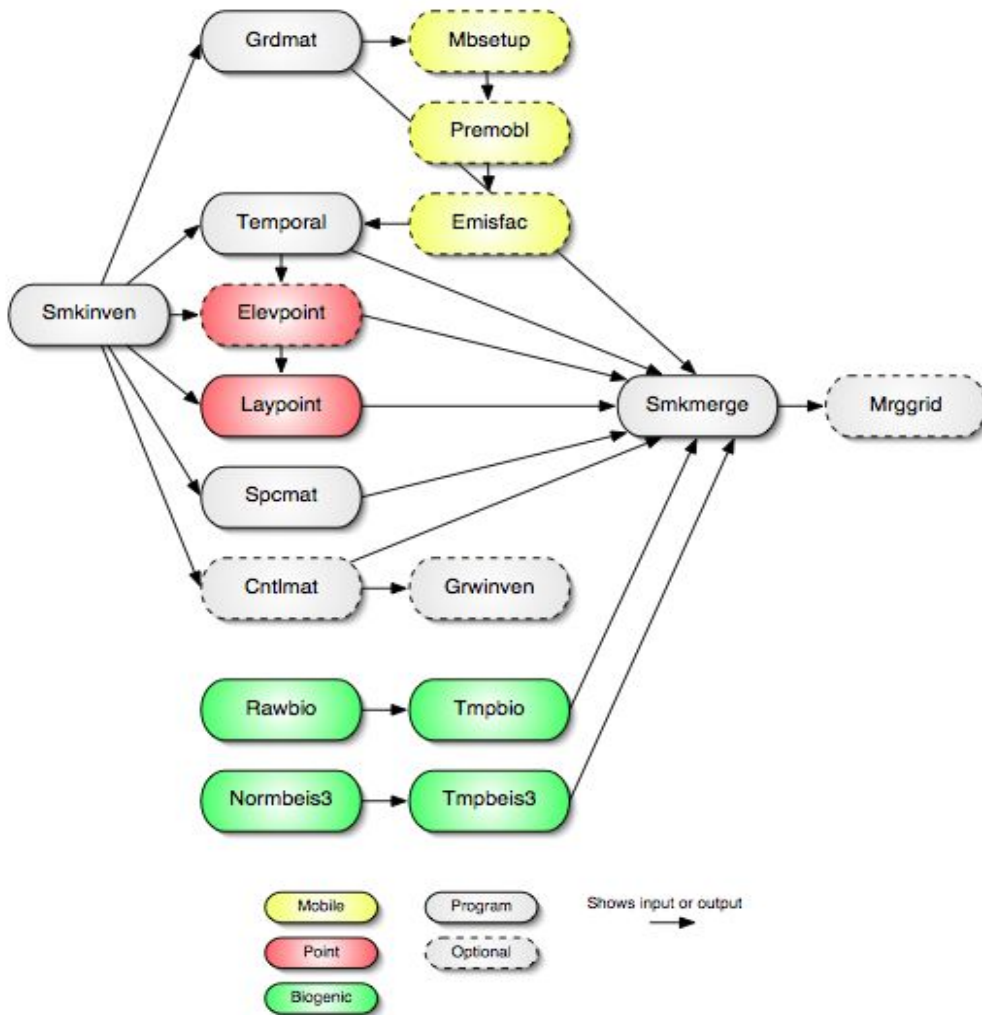 Grdmat
Mbsetup
Premobl
Temporal
Emisfac
Smkinven
Elevpoint
Laypoint
Smkmerge
Mrggrid
Spcmat
Cntlmat
Grwinven
Rawbio
Tmpbio
Normbeis3
Tmpbeis3
Mobile
Program
Shows input or output
Point
Optional
Biogenic